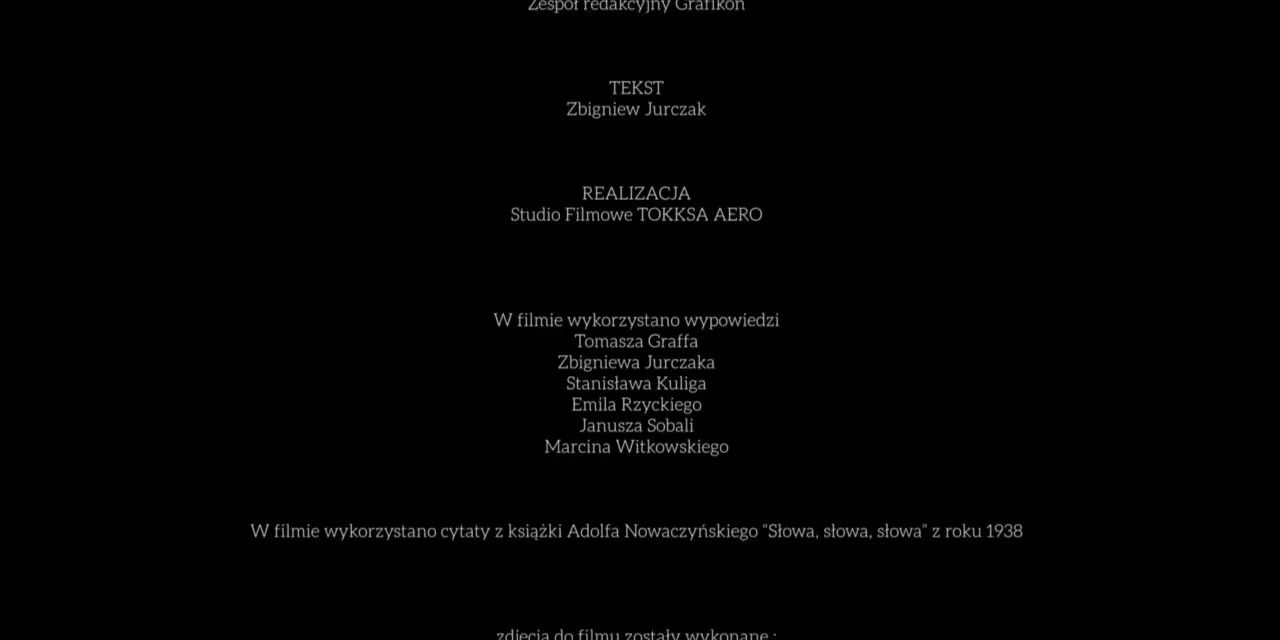 Zespół redakcyjny Grafikon
TEKST
Zbigniew Jurczak
REALIZACJA
Studio Filmowe TOKKSA AERO
W filmie wykorzystano wypowiedzi
Tomasza Graffa
Zbigniewa Jurczaka
Stanisława Kuliga
Emila Rzyckiego
Janusza Sobali
Marcina Witkowskiego
W filmie wykorzystano cytaty z książki Adolfa Nowaczyńskiego “Słowa, słowa, słowa” z roku 1938
zdjęcia do filmu zostały wykonane :